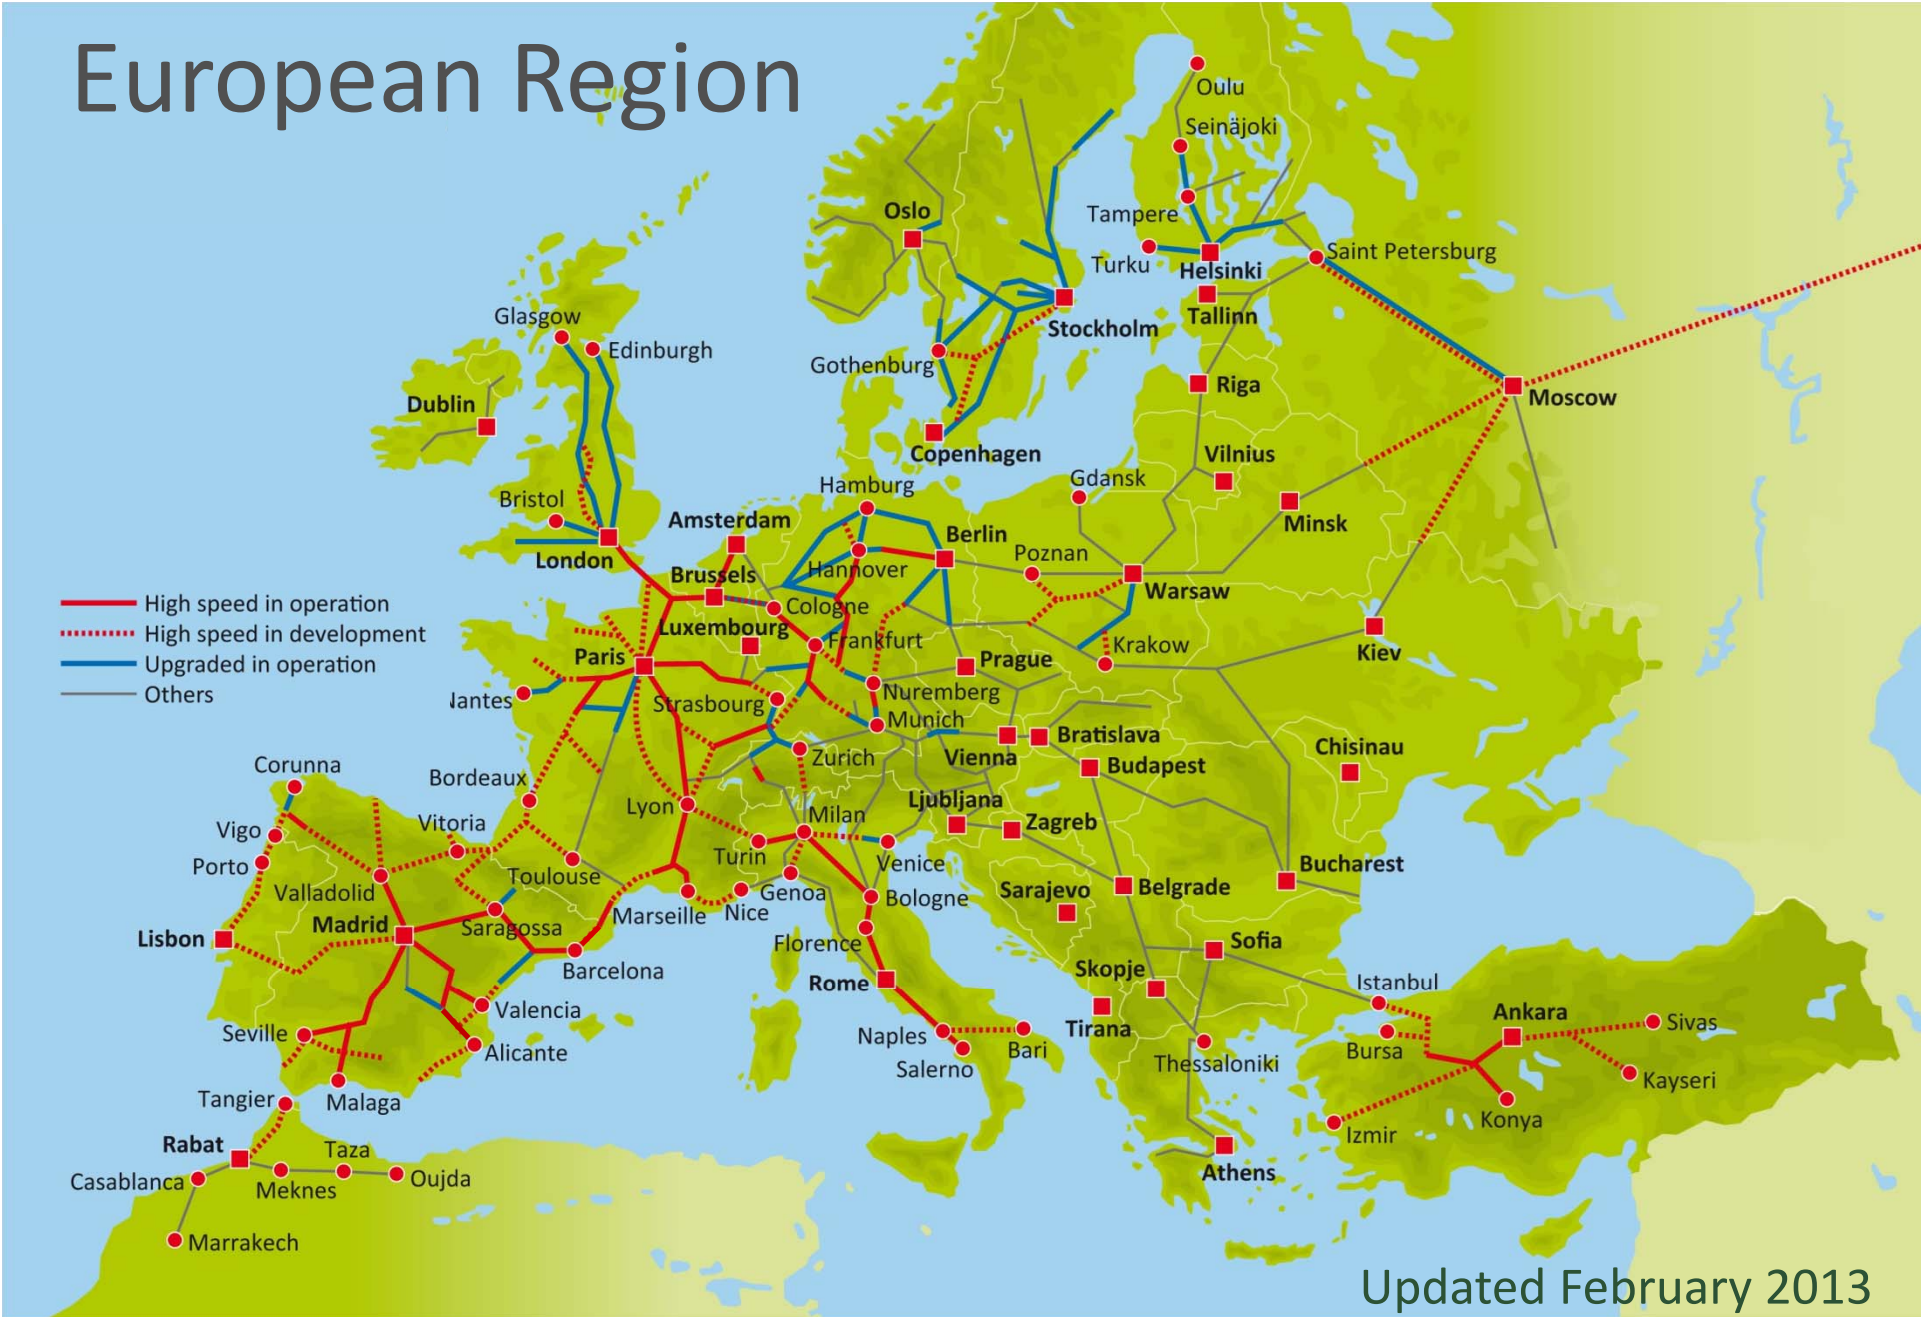 European Region
Oulu
Seinäjoki
Oslo
Tampere
Turku
Helsinki
Saint Petersburg
Tallinn
Stockholm
Glasgow
Edinburgh
Gothenburg
Dublin
Riga
Moscow
Copenhagen
Vilnius
Gdansk
Hamburg
Bristol
Amsterdam
Minsk
London
Berlin
Poznan
Hannover
Brussels
Warsaw
High speed in operation
Cologne
High speed in development
Luxembourg
Frankfurt
Krakow
Kiev
Upgraded in operation
Paris
Prague
Others
Nantes
Strasbourg
Nuremberg
Munich
Bratislava
Chisinau
Zurich
Vienna
Budapest
Corunna
Bordeaux
Lyon
Ljubljana
Milan
Zagreb
Vigo
Vitoria
Turin
Venice
Porto
Toulouse
Bucharest
Valladolid
Genoa
Sarajevo
Belgrade
Bologne
Marseille
Nice
Madrid
Saragossa
Lisbon
Florence
Sofia
Barcelona
Skopje
Rome
Istanbul
Valencia
Ankara
Seville
Naples
Tirana
Sivas
Alicante
Bari
Bursa
Thessaloniki
Salerno
Kayseri
Tangier
Malaga
Konya
Izmir
Rabat
Taza
Athens
Casablanca
Meknes
Oujda
Marrakech
Updated February 2013